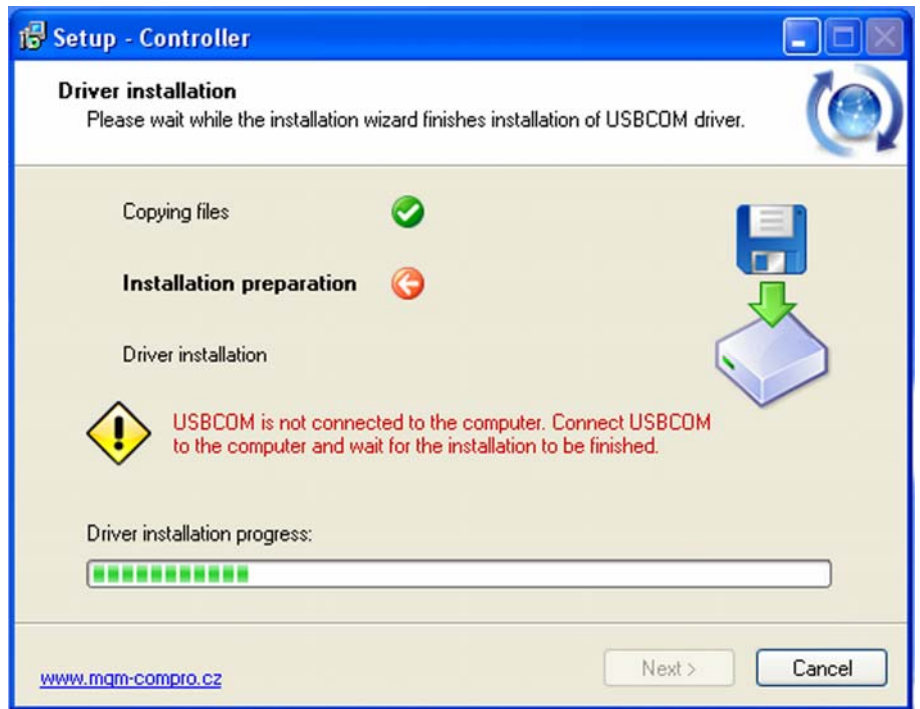 Setup - Controller
Driver installation
Please wait while the installation wizard finishes installation of USBCOM driver.
Copying files
Installation preparation
Driver installation
USBCOM is not connected to the computer. Connect USBCOM
to the computer and wait for the installation to be finished.
Driver installation progress:
www.mgm-compro.cz
Next >
Cancel